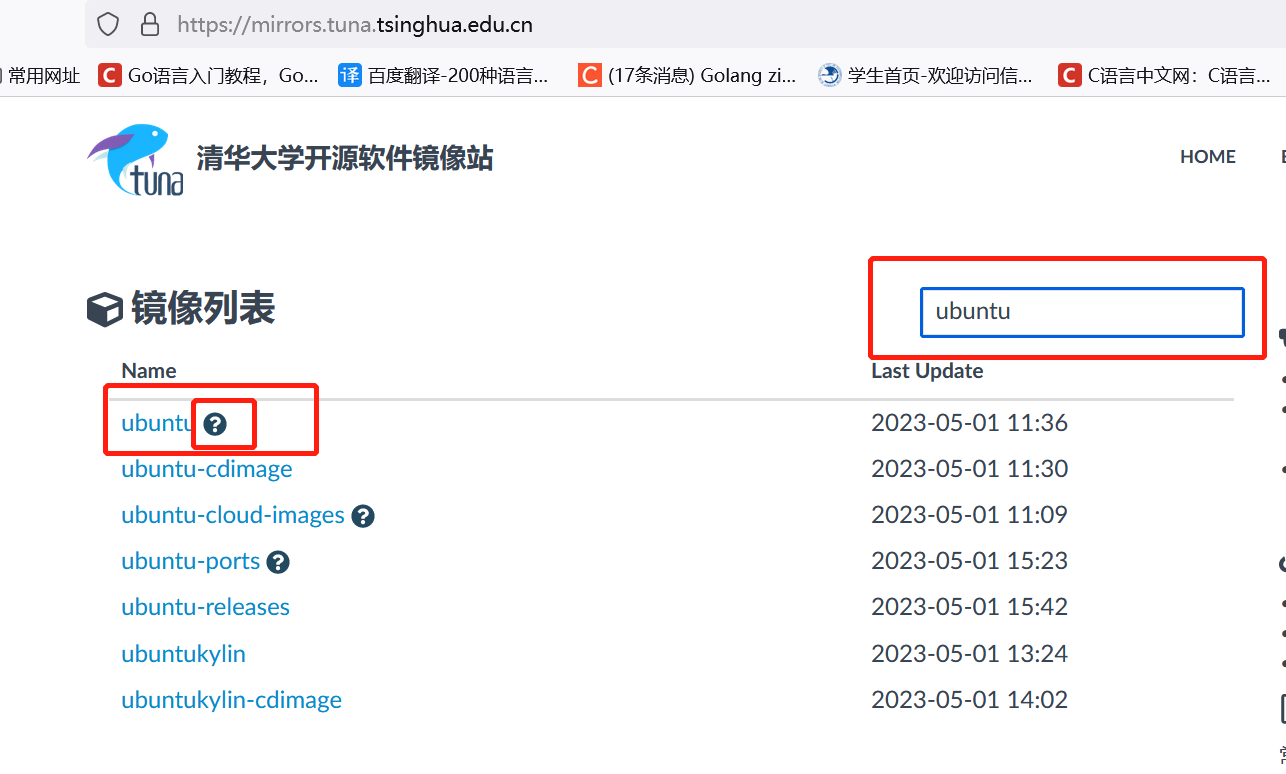 https://mirrors.tuna.tsinghua.edu.cn
常用网址 C Go语言入门教程，Go... 译 百度翻译-200种语言... C (17条消息) Golang zi... 学生首页-欢迎访问信... C C语言中文网：C语言...
tuna 清华大学开源软件镜像站 HOME
镜像列表 ubuntu
Name Last Update
ubuntu ? 2023-05-01 11:36
ubuntu-cdimage 2023-05-01 11:30
ubuntu-cloud-images ? 2023-05-01 11:09
ubuntu-ports ? 2023-05-01 15:23
ubuntu-releases 2023-05-01 15:42
ubuntukylin 2023-05-01 13:24
ubuntukylin-cdimage 2023-05-01 14:02